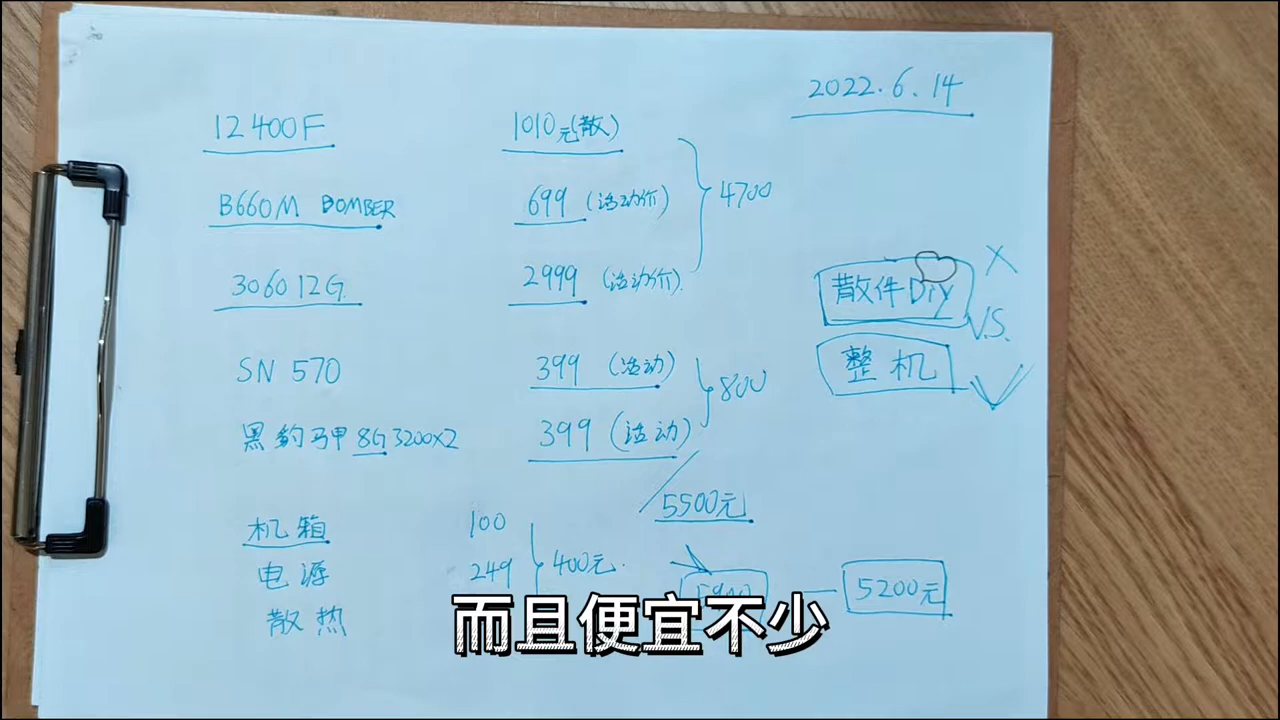 2022.6.14
12400F 1010元(散)
B660M BOMBER 699 (活动价)
4700
3060 12G 2999 (活动价)
散件Diy ×
V.S.
整机 ✓
SN 570 399 (活动)
800
黑豹马甲8G 3200×2 399 (活动)
5500元
机箱 100
电源 249 400元
5200元
散热
而且便宜不少